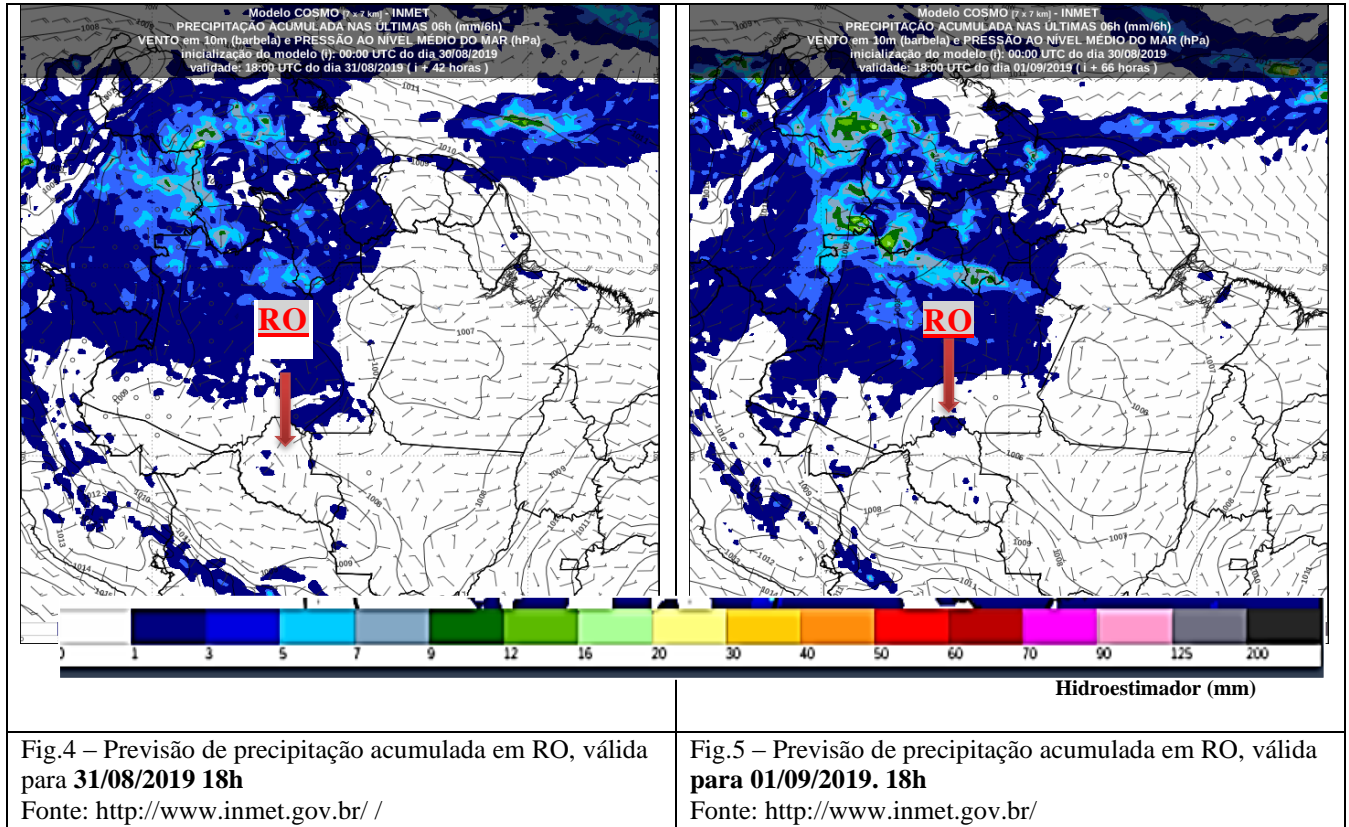 Modelo COSMO [7 x 7 km] - INMET
PRECIPITAÇÃO ACUMULADA NAS ÚLTIMAS 06h (mm/6h)
VENTO em 10m (barbela) e PRESSÃO AO NÍVEL MÉDIO DO MAR (hPa)
inicialização do modelo (i): 00:00 UTC do dia 30/08/2019
validade: 18:00 UTC do dia 31/08/2019 ( i + 42 horas )
RO
Modelo COSMO [7 x 7 km] - INMET
PRECIPITAÇÃO ACUMULADA NAS ÚLTIMAS 06h (mm/6h)
VENTO em 10m (barbela) e PRESSÃO AO NÍVEL MÉDIO DO MAR (hPa)
inicialização do modelo (i): 00:00 UTC do dia 30/08/2019
validade: 18:00 UTC do dia 01/09/2019 ( i + 66 horas )
RO
1 3 5 7 9 12 16 20 30 40 50 60 70 90 125 200
Hidroestimador (mm)
Fig.4 – Previsão de precipitação acumulada em RO, válida
para 31/08/2019 18h
Fonte: http://www.inmet.gov.br/ /
Fig.5 – Previsão de precipitação acumulada em RO, válida
para 01/09/2019. 18h
Fonte: http://www.inmet.gov.br/